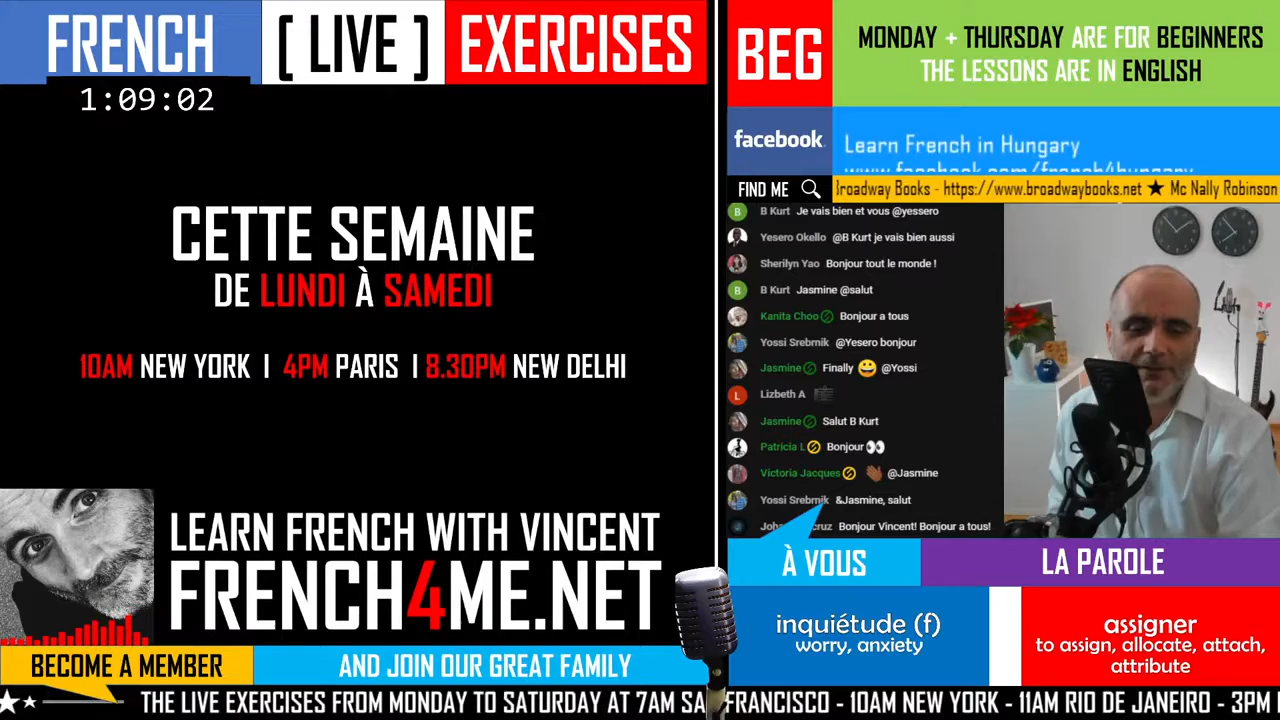 FRENCH [ LIVE ] EXERCISES
1:09:02
CETTE SEMAINE
DE LUNDI À SAMEDI
10AM NEW YORK I 4PM PARIS I 8.30PM NEW DELHI
LEARN FRENCH WITH VINCENT
FRENCH4ME.NET
BECOME A MEMBER
AND JOIN OUR GREAT FAMILY
BEG
MONDAY + THURSDAY ARE FOR BEGINNERS
THE LESSONS ARE IN ENGLISH
facebook.
Learn French in Hungary
www.facebook.com/french4hungary
FIND ME
Broadway Books - https://www.broadwaybooks.net ★ Mc Nally Robinson
B Kurt Je vais bien et vous @yessero
Yesero Okello @B Kurt je vais bien aussi
Sherilyn Yao Bonjour tout le monde !
B Kurt Jasmine @salut
Kanita Choo Bonjour a tous
Yossi Srebrnik @Yesero bonjour
Jasmine Finally 😀 @Yossi
Lizbeth A
Jasmine Salut B Kurt
Patricia L Bonjour 👀
Victoria Jacques 👋🏾 @Jasmine
Yossi Srebrnik &Jasmine, salut
Bonjour Vincent! Bonjour a tous!
À VOUS
LA PAROLE
inquiétude (f)
worry, anxiety
assigner
to assign, allocate, attach,
attribute
THE LIVE EXERCISES FROM MONDAY TO SATURDAY AT 7AM SA FRANCISCO - 10AM NEW YORK - 11AM RIO DE JANEIRO - 3PM